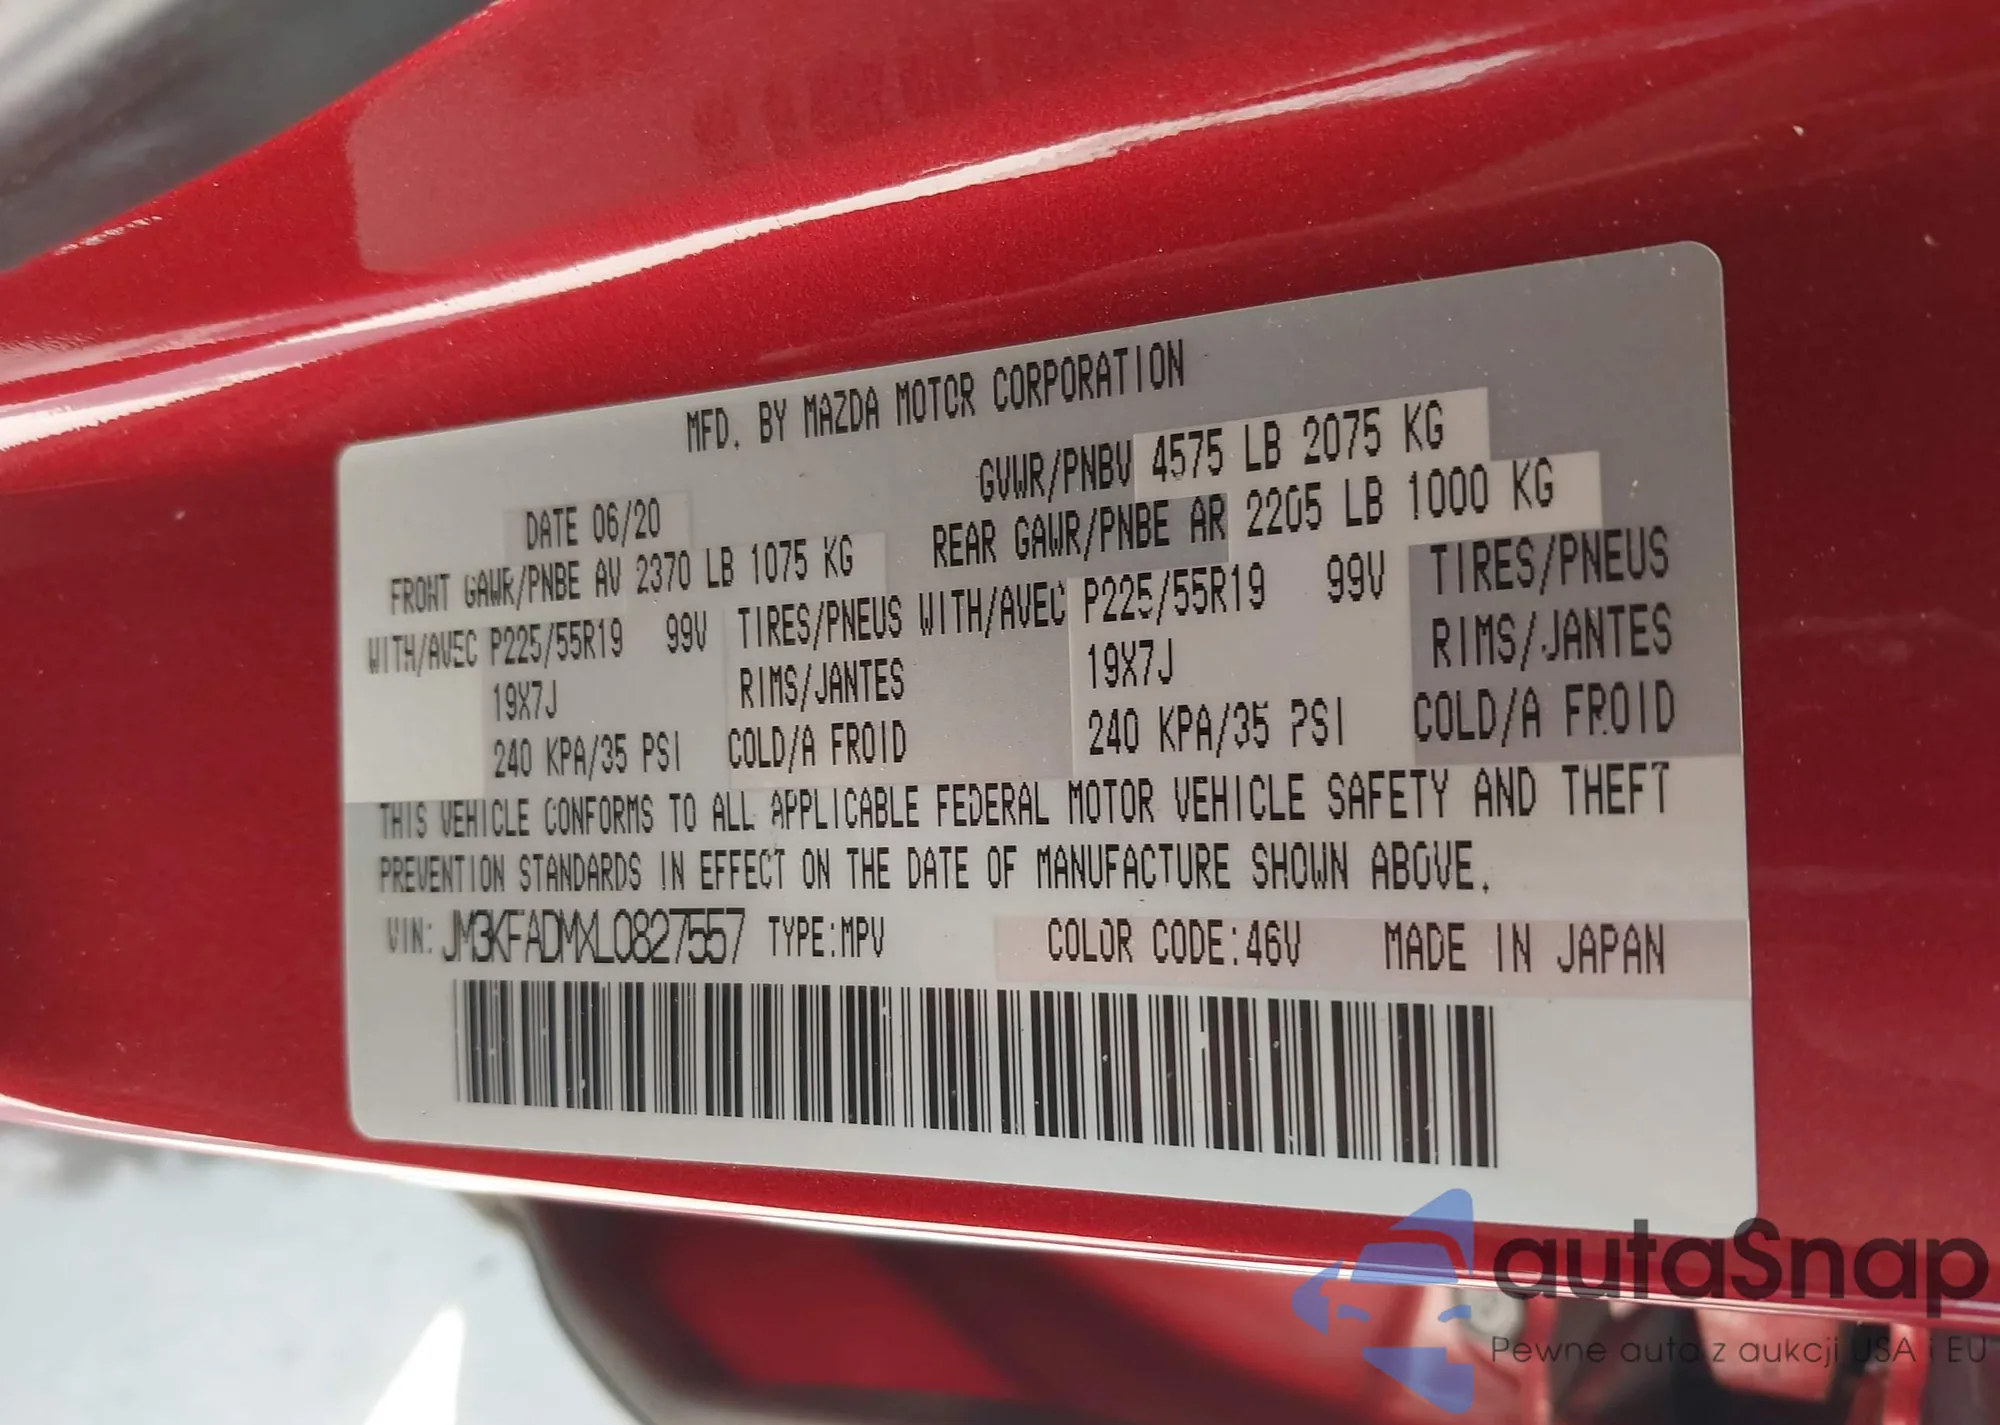 MFD. BY MAZDA MOTOR CORPORATION
DATE 06/20 GVWR/PNBV 4575 LB 2075 KG
FRONT GAWR/PNBE AV 2370 LB 1075 KG REAR GAWR/PNBE AR 2205 LB 1000 KG
WITH/AVEC P225/55R19 99V TIRES/PNEUS WITH/AVEC P225/55R19 99V TIRES/PNEUS
19X7J RIMS/JANTES 19X7J RIMS/JANTES
240 KPA/35 PSI COLD/A FROID 240 KPA/35 PSI COLD/A FROID
THIS VEHICLE CONFORMS TO ALL APPLICABLE FEDERAL MOTOR VEHICLE SAFETY AND THEFT
PREVENTION STANDARDS IN EFFECT ON THE DATE OF MANUFACTURE SHOWN ABOVE.
VIN: JM3KFADMXL0827557 TYPE:MPV COLOR CODE:46V MADE IN JAPAN
autaSnap
Pewne auta z aukcji USA i EU